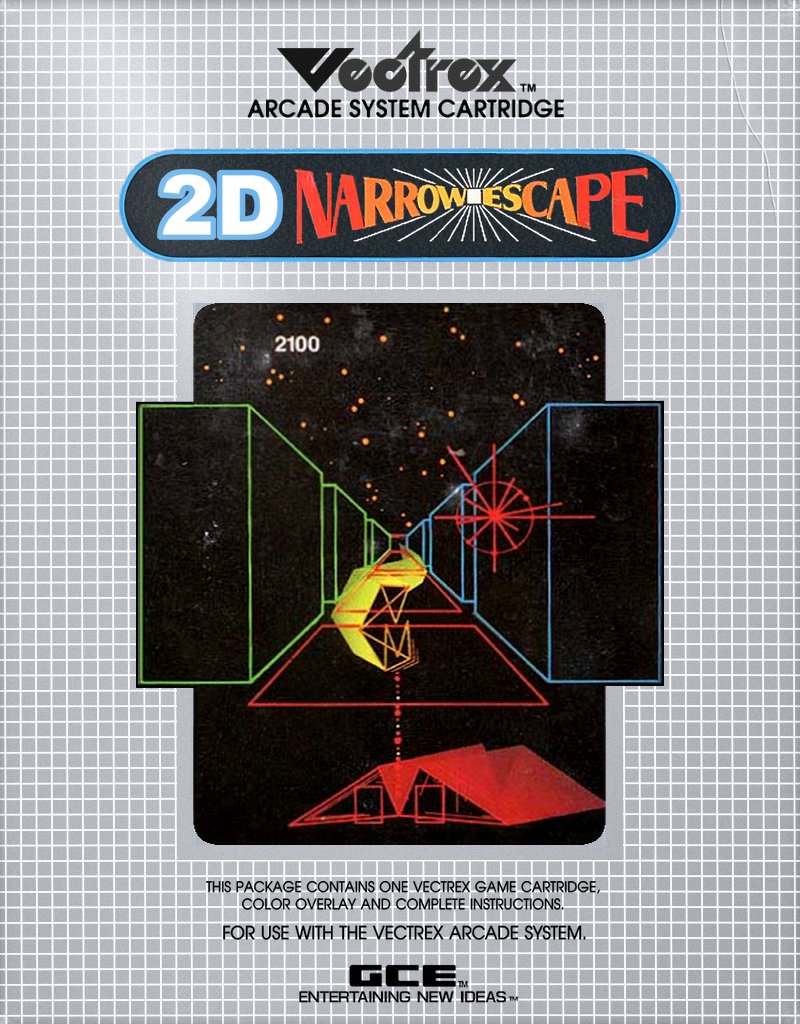 Vectrex™
ARCADE SYSTEM CARTRIDGE
2D NARROW ESCAPE
2100
THIS PACKAGE CONTAINS ONE VECTREX GAME CARTRIDGE,
COLOR OVERLAY AND COMPLETE INSTRUCTIONS.
FOR USE WITH THE VECTREX ARCADE SYSTEM.
GCE™
ENTERTAINING NEW IDEAS™